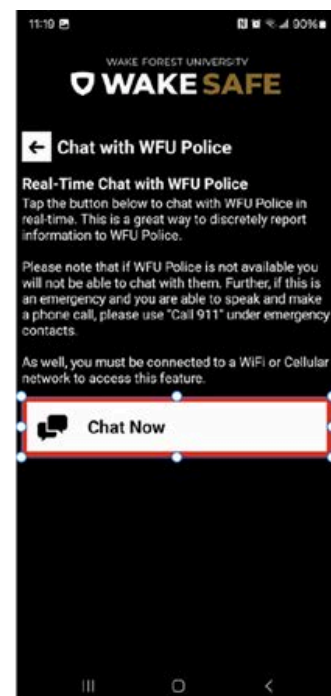 11:19 90%
WAKE FOREST UNIVERSITY
WAKE SAFE
Chat with WFU Police
Real-Time Chat with WFU Police
Tap the button below to chat with WFU Police in
real-time. This is a great way to discretely report
information to WFU Police.
Please note that if WFU Police is not available you
will not be able to chat with them. Further, if this is
an emergency and you are able to speak and make
a phone call, please use "Call 911" under emergency
contacts.
As well, you must be connected to a WiFi or Cellular
network to access this feature.
Chat Now